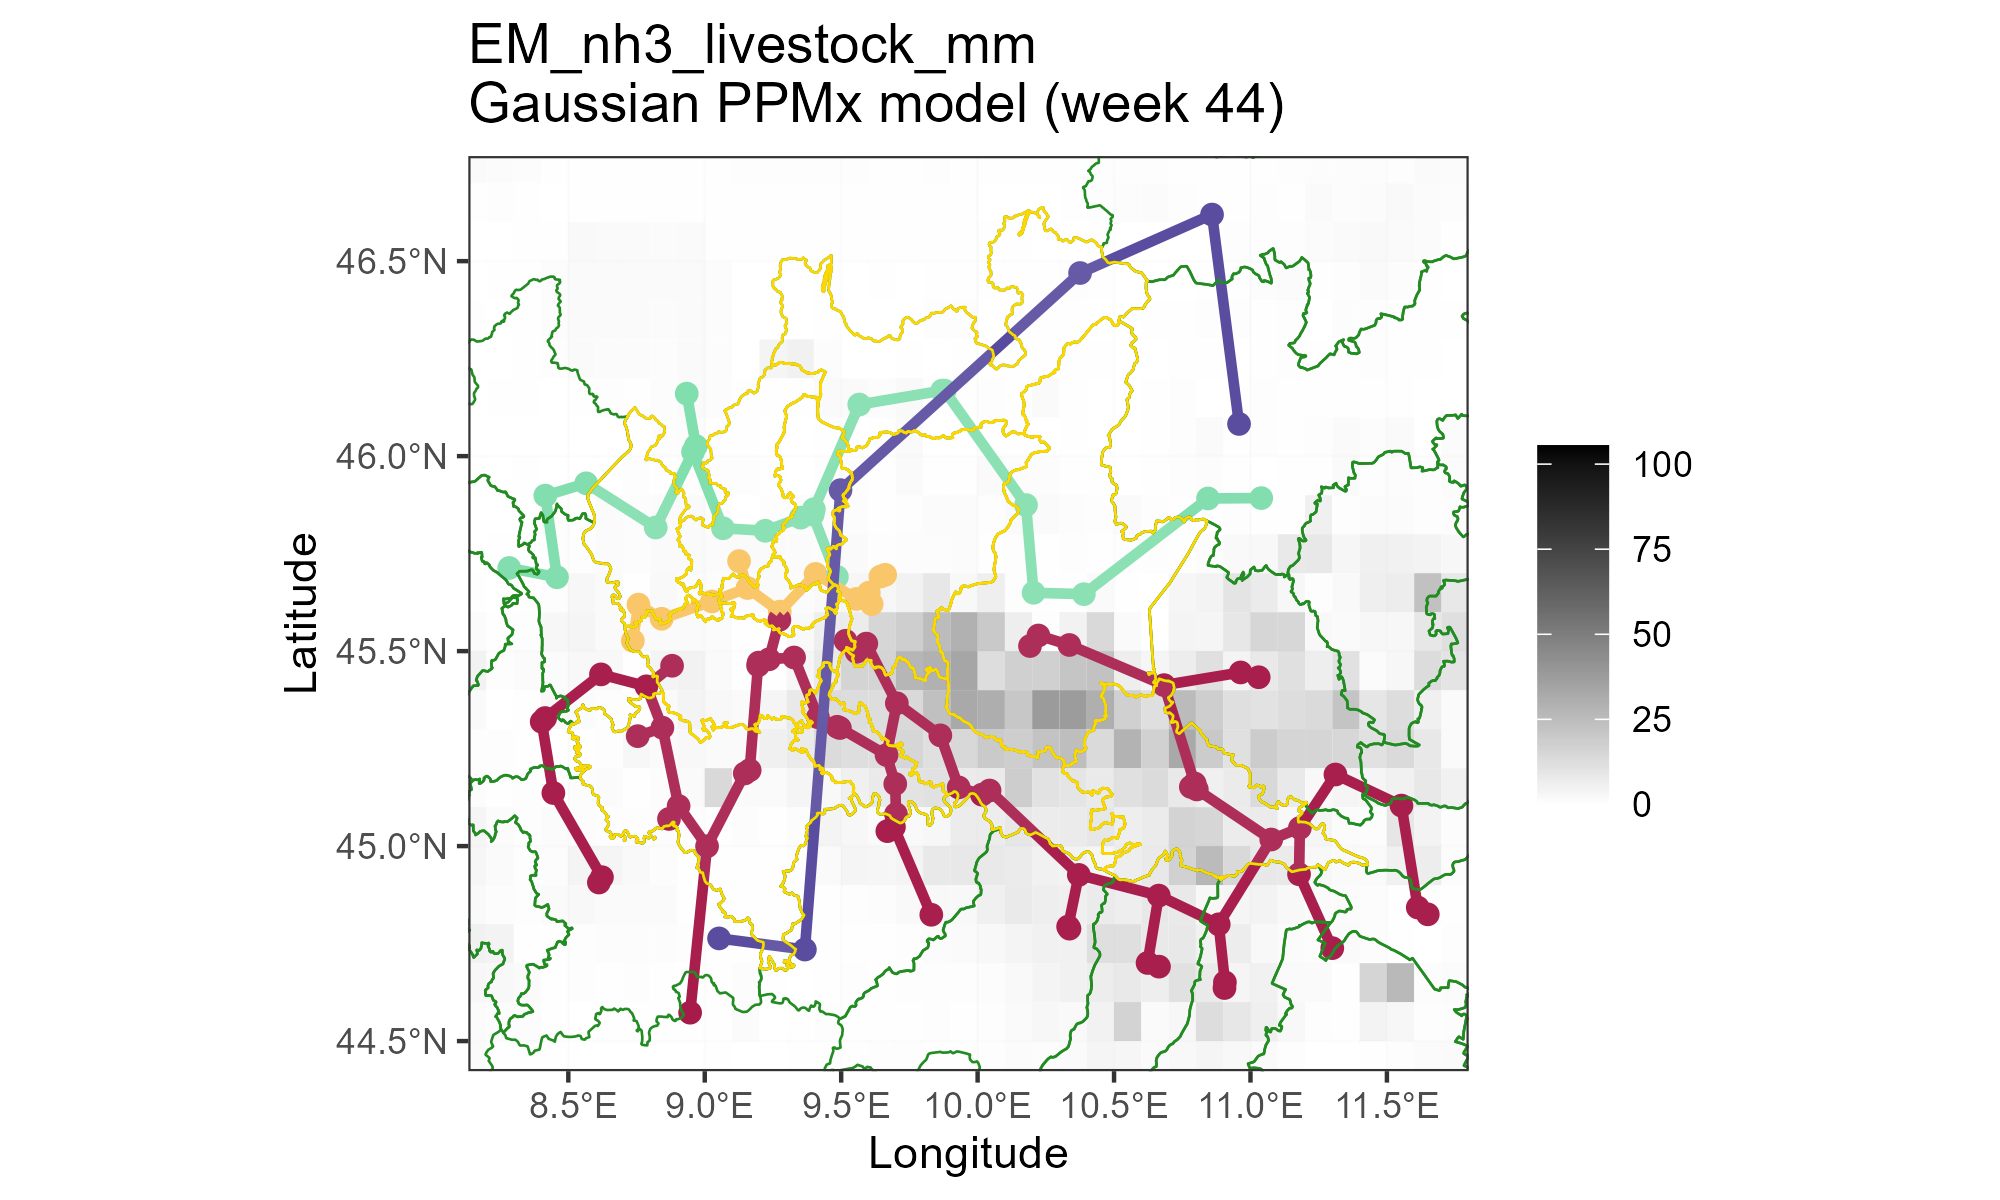 EM_nh3_livestock_mm
Gaussian PPMx model (week 44)
46.5°N
46.0°N
45.5°N
45.0°N
44.5°N
Latitude
8.5°E
9.0°E
9.5°E
10.0°E
10.5°E
11.0°E
11.5°E
Longitude
100
75
50
25
0